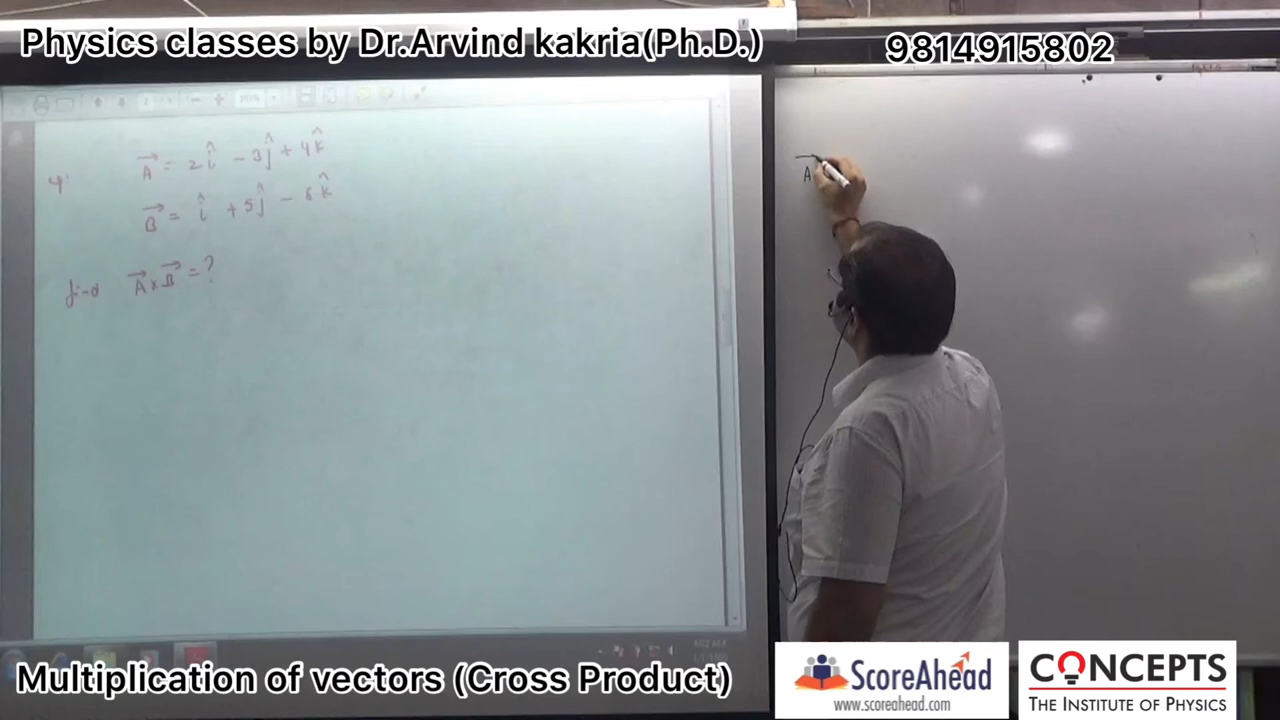 Physics classes by Dr.Arvind kakria(Ph.D.)
9814915802
A⃗ = 2î − 3ĵ + 4k̂
B⃗ = î + 5ĵ − 6k̂
find A⃗ × B⃗ = ?
A
Multiplication of vectors (Cross Product)
ScoreAhead
www.scoreahead.com
CONCEPTS
THE INSTITUTE OF PHYSICS